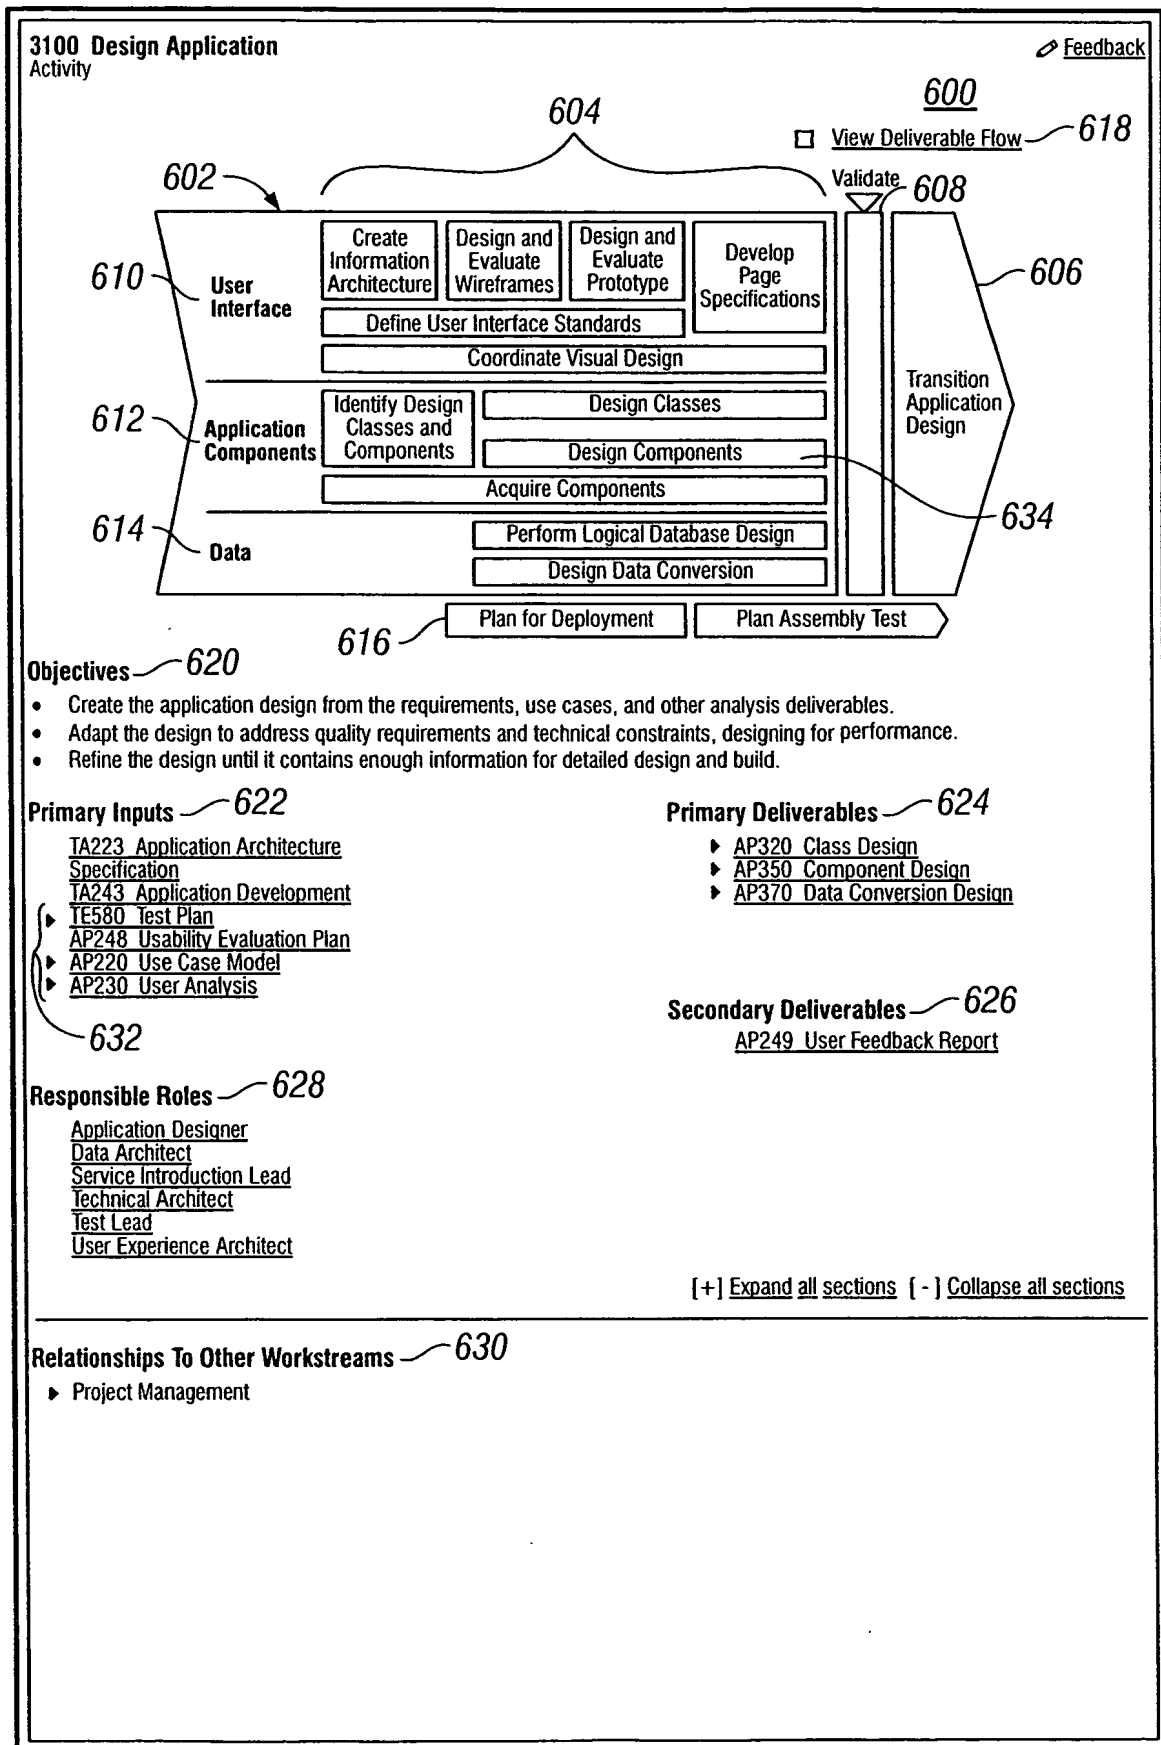 3100 Design Application
Activity
Feedback
600
604
View Deliverable Flow
618
602
Validate
608
610
User
Interface
Create
Information
Architecture
Design and
Evaluate
Wireframes
Design and
Evaluate
Prototype
Develop
Page
Specifications
606
Define User Interface Standards
Coordinate Visual Design
Transition
Application
Design
612
Application
Components
Identify Design
Classes and
Components
Design Classes
Design Components
634
Acquire Components
614
Data
Perform Logical Database Design
Design Data Conversion
616
Plan for Deployment
Plan Assembly Test
Objectives
620
• Create the application design from the requirements, use cases, and other analysis deliverables.
• Adapt the design to address quality requirements and technical constraints, designing for performance.
• Refine the design until it contains enough information for detailed design and build.
Primary Inputs
622
TA223 Application Architecture
Specification
TA243 Application Development
TE580 Test Plan
AP248 Usability Evaluation Plan
AP220 Use Case Model
AP230 User Analysis
632
Primary Deliverables
624
AP320 Class Design
AP350 Component Design
AP370 Data Conversion Design
Secondary Deliverables
626
AP249 User Feedback Report
Responsible Roles
628
Application Designer
Data Architect
Service Introduction Lead
Technical Architect
Test Lead
User Experience Architect
[+] Expand all sections [-] Collapse all sections
Relationships To Other Workstreams
630
Project Management